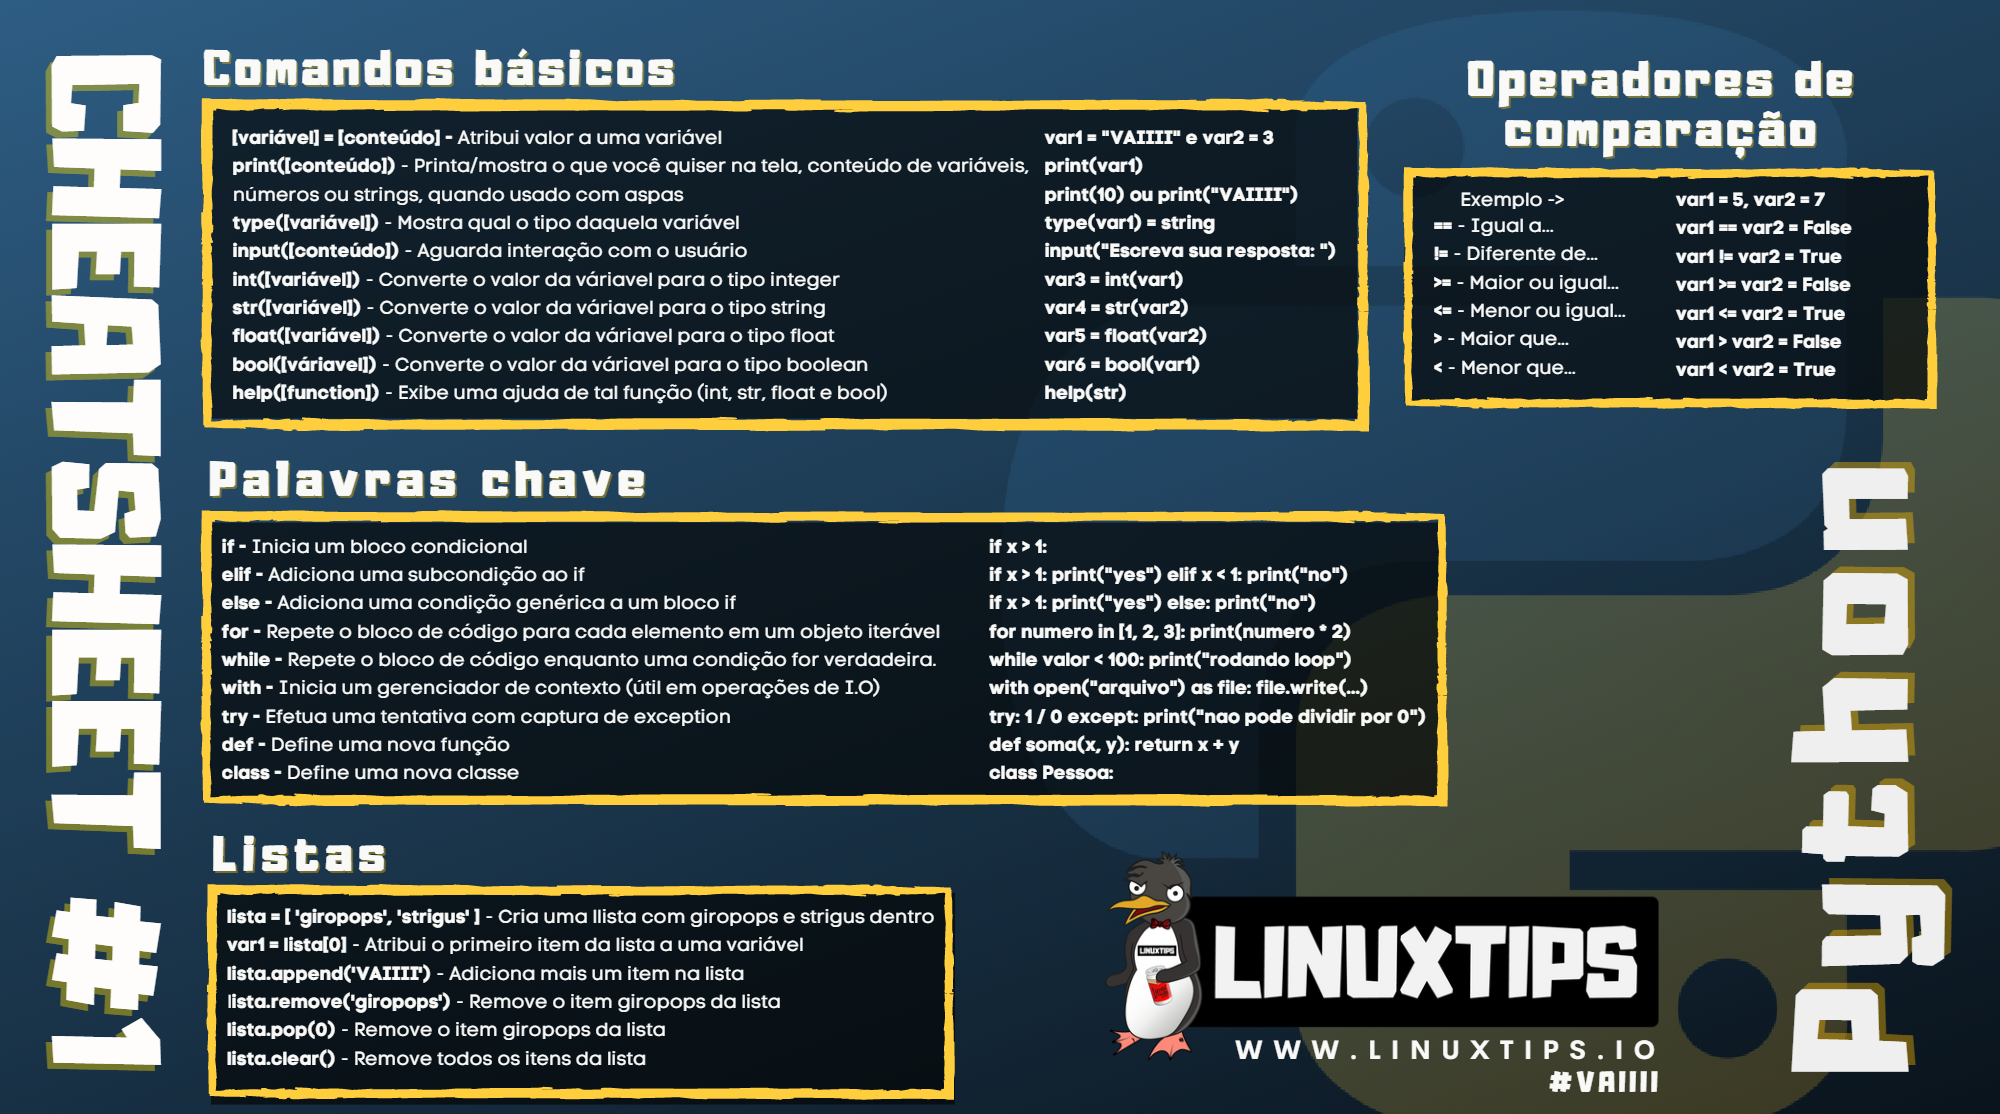 CHEATSHEET #1
Comandos básicos
[variável] = [conteúdo] - Atribui valor a uma variável
var1 = "VAIIII" e var2 = 3
print([conteúdo]) - Printa/mostra o que você quiser na tela, conteúdo de variáveis,
print(var1)
números ou strings, quando usado com aspas
print(10) ou print("VAIIII")
type([variável]) - Mostra qual o tipo daquela variável
type(var1) = string
input([conteúdo]) - Aguarda interação com o usuário
input("Escreva sua resposta: ")
int([variável]) - Converte o valor da váriavel para o tipo integer
var3 = int(var1)
str([variável]) - Converte o valor da váriavel para o tipo string
var4 = str(var2)
float([variável]) - Converte o valor da váriavel para o tipo float
var5 = float(var2)
bool([váriavel]) - Converte o valor da váriavel para o tipo boolean
var6 = bool(var1)
help([function]) - Exibe uma ajuda de tal função (int, str, float e bool)
help(str)
Operadores de
comparação
Exemplo ->
var1 = 5, var2 = 7
== - Igual a...
var1 == var2 = False
!= - Diferente de...
var1 != var2 = True
>= - Maior ou igual...
var1 >= var2 = False
<= - Menor ou igual...
var1 <= var2 = True
> - Maior que...
var1 > var2 = False
< - Menor que...
var1 < var2 = True
Palavras chave
if - Inicia um bloco condicional
if x > 1:
elif - Adiciona uma subcondição ao if
if x > 1: print("yes") elif x < 1: print("no")
else - Adiciona uma condição genérica a um bloco if
if x > 1: print("yes") else: print("no")
for - Repete o bloco de código para cada elemento em um objeto iterável
for numero in [1, 2, 3]: print(numero * 2)
while - Repete o bloco de código enquanto uma condição for verdadeira.
while valor < 100: print("rodando loop")
with - Inicia um gerenciador de contexto (útil em operações de I.O)
with open("arquivo") as file: file.write(...)
try - Efetua uma tentativa com captura de exception
try: 1 / 0 except: print("nao pode dividir por 0")
def - Define uma nova função
def soma(x, y): return x + y
class - Define uma nova classe
class Pessoa:
Listas
lista = [ 'giropops', 'strigus' ] - Cria uma llista com giropops e strigus dentro
var1 = lista[0] - Atribui o primeiro item da lista a uma variável
lista.append('VAIIII') - Adiciona mais um item na lista
lista.remove('giropops') - Remove o item giropops da lista
lista.pop(0) - Remove o item giropops da lista
lista.clear() - Remove todos os itens da lista
LINUXTIPS
LINUXTIPS
WWW.LINUXTIPS.IO
#VAIIII
Python